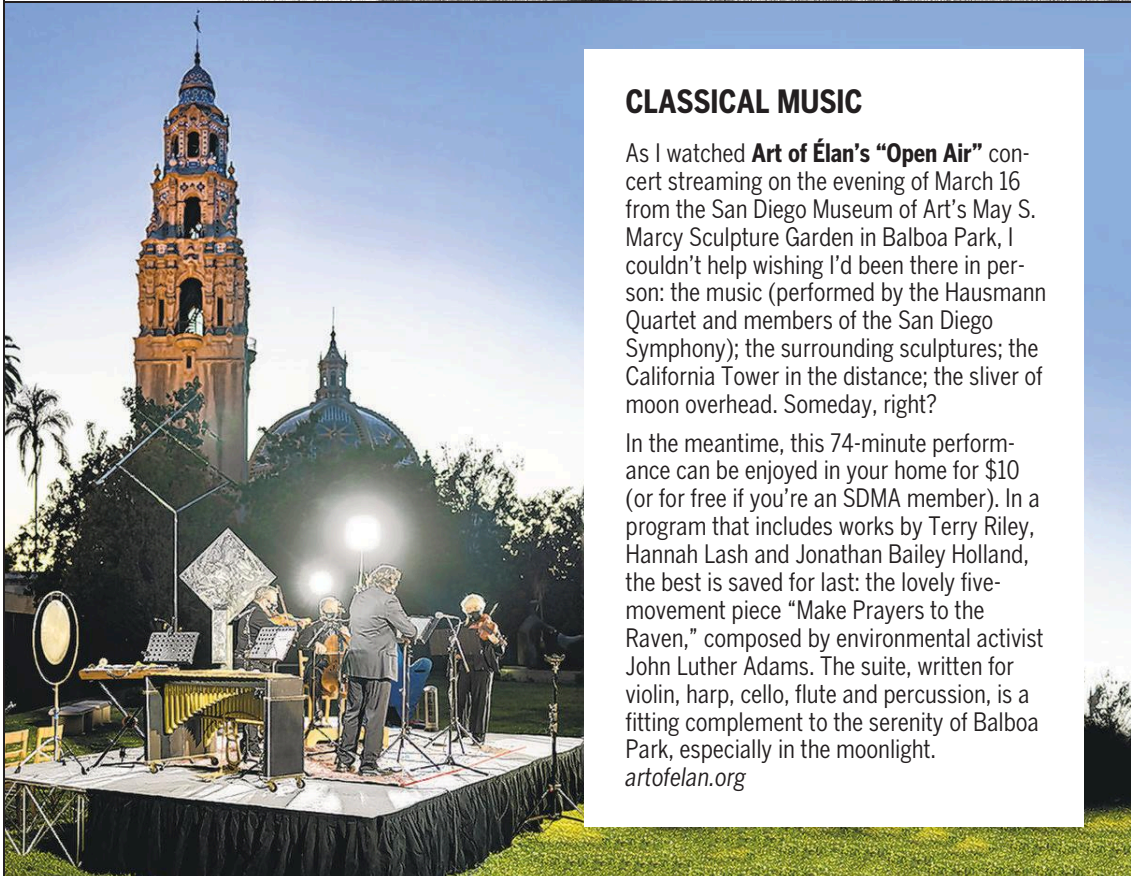 CLASSICAL MUSIC
As I watched Art of Élan’s “Open Air” con-
cert streaming on the evening of March 16
from the San Diego Museum of Art’s May S.
Marcy Sculpture Garden in Balboa Park, I
couldn’t help wishing I’d been there in per-
son: the music (performed by the Hausmann
Quartet and members of the San Diego
Symphony); the surrounding sculptures; the
California Tower in the distance; the sliver of
moon overhead. Someday, right?
In the meantime, this 74-minute perform-
ance can be enjoyed in your home for $10
(or for free if you’re an SDMA member). In a
program that includes works by Terry Riley,
Hannah Lash and Jonathan Bailey Holland,
the best is saved for last: the lovely five-
movement piece “Make Prayers to the
Raven,” composed by environmental activist
John Luther Adams. The suite, written for
violin, harp, cello, flute and percussion, is a
fitting complement to the serenity of Balboa
Park, especially in the moonlight.
artofelan.org